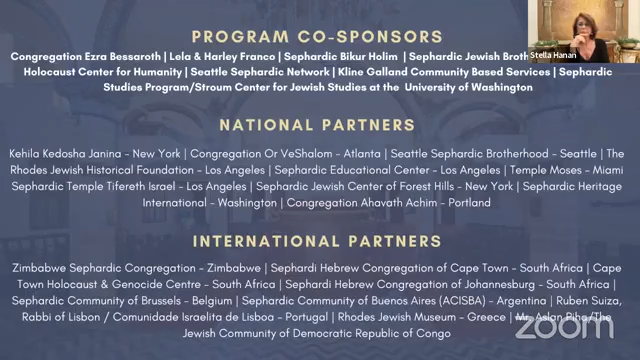 PROGRAM CO-SPONSORS
Congregation Ezra Bessaroth | Lela & Harley Franco | Sephardic Bikur Holim | Sephardic Jewish
Stella Hanan
Holocaust Center for Humanity | Seattle Sephardic Network | Kline Galland Community Based Services | Sephardic
Studies Program/Stroum Center for Jewish Studies at the University of Washington
NATIONAL PARTNERS
Kehila Kedosha Janina - New York | Congregation Or VeShalom - Atlanta | Seattle Sephardic Brotherhood - Seattle | The
Rhodes Jewish Historical Foundation - Los Angeles | Sephardic Educational Center - Los Angeles | Temple Moses - Miami
Sephardic Temple Tifereth Israel - Los Angeles | Sephardic Jewish Center of Forest Hills - New York | Sephardic Heritage
International - Washington | Congregation Ahavath Achim - Portland
INTERNATIONAL PARTNERS
Zimbabwe Sephardic Congregation - Zimbabwe | Sephardi Hebrew Congregation of Cape Town - South Africa | Cape
Town Holocaust & Genocide Centre - South Africa | Sephardi Hebrew Congregation of Johannesburg - South Africa |
Sephardic Community of Brussels - Belgium | Sephardic Community of Buenos Aires (ACISBA) - Argentina | Ruben Suiza,
Rabbi of Lisbon / Comunidade Israelita de Lisboa - Portugal | Rhodes Jewish Museum - Greece | Mr. Aslan Piha/The
Jewish Community of Democratic Republic of Congo
zoom